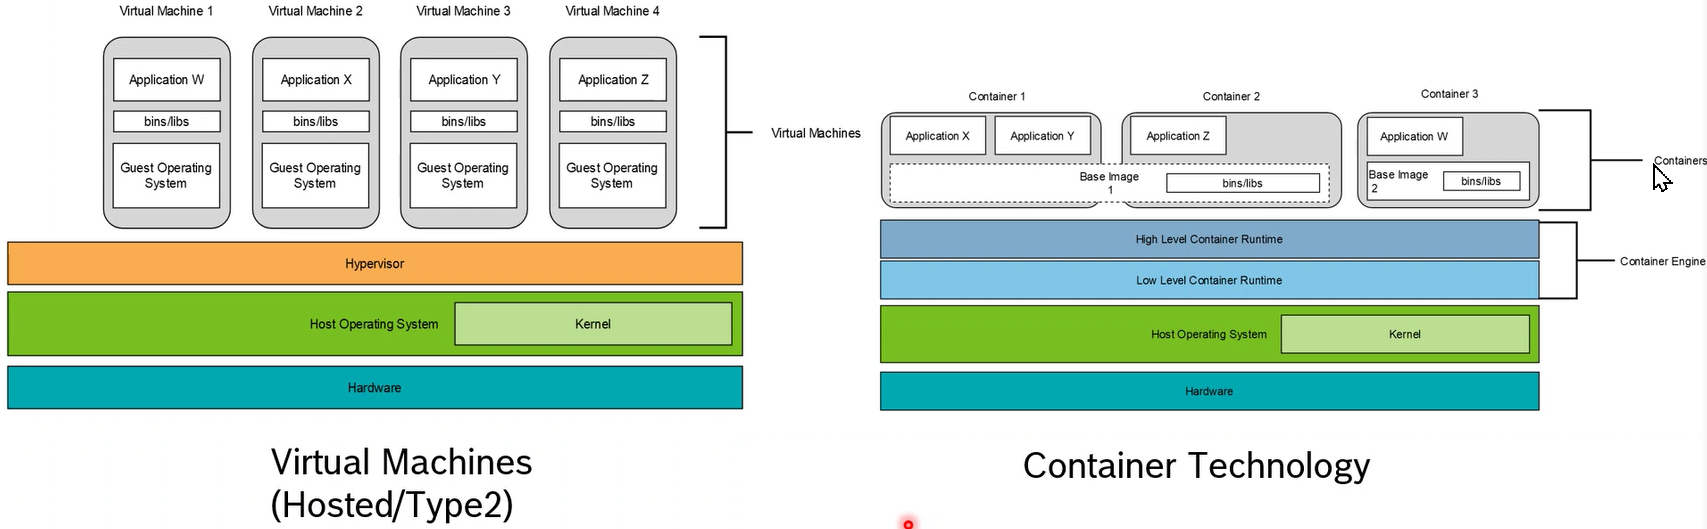 Virtual Machine 1
Virtual Machine 2
Virtual Machine 3
Virtual Machine 4
Application W
Application X
Application Y
Application Z
bins/libs
bins/libs
bins/libs
bins/libs
Guest Operating
System
Guest Operating
System
Guest Operating
System
Guest Operating
System
Virtual Machines
Hypervisor
Host Operating System
Kernel
Hardware
Virtual Machines
(Hosted/Type2)
Container 1
Container 2
Container 3
Application X
Application Y
Application Z
Application W
Base Image
1
bins/libs
Base Image
2
bins/libs
Containers
High Level Container Runtime
Low Level Container Runtime
Container Engine
Host Operating System
Kernel
Hardware
Container Technology